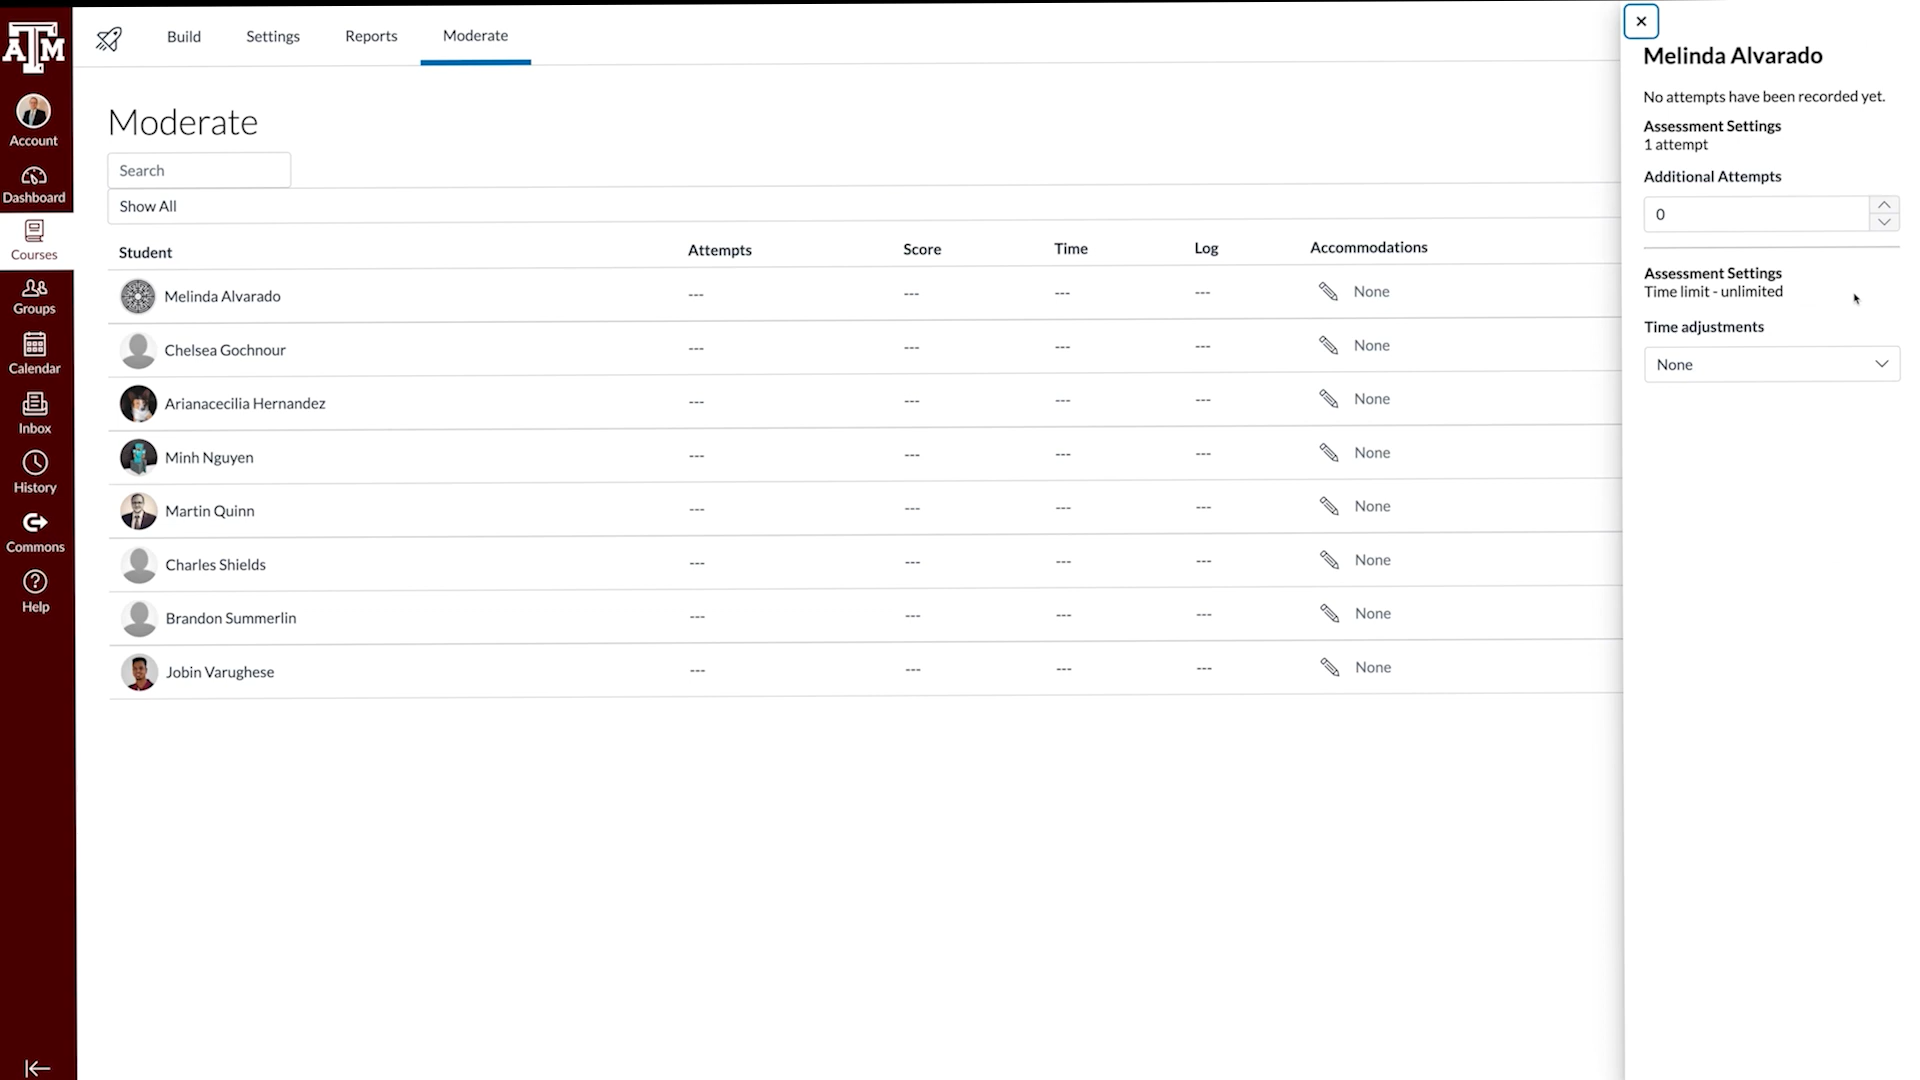 ATM
Account
Dashboard
Courses
Groups
Calendar
Inbox
History
Commons
Help
Build Settings Reports Moderate
Moderate
Search
Show All
Student Attempts Score Time Log Accommodations
Melinda Alvarado --- --- --- --- None
Chelsea Gochnour --- --- --- --- None
Arianacecilia Hernandez --- --- --- --- None
Minh Nguyen --- --- --- --- None
Martin Quinn --- --- --- --- None
Charles Shields --- --- --- --- None
Brandon Summerlin --- --- --- --- None
Jobin Varughese --- --- --- --- None
Melinda Alvarado
No attempts have been recorded yet.
Assessment Settings
1 attempt
Additional Attempts
0
Assessment Settings
Time limit - unlimited
Time adjustments
None